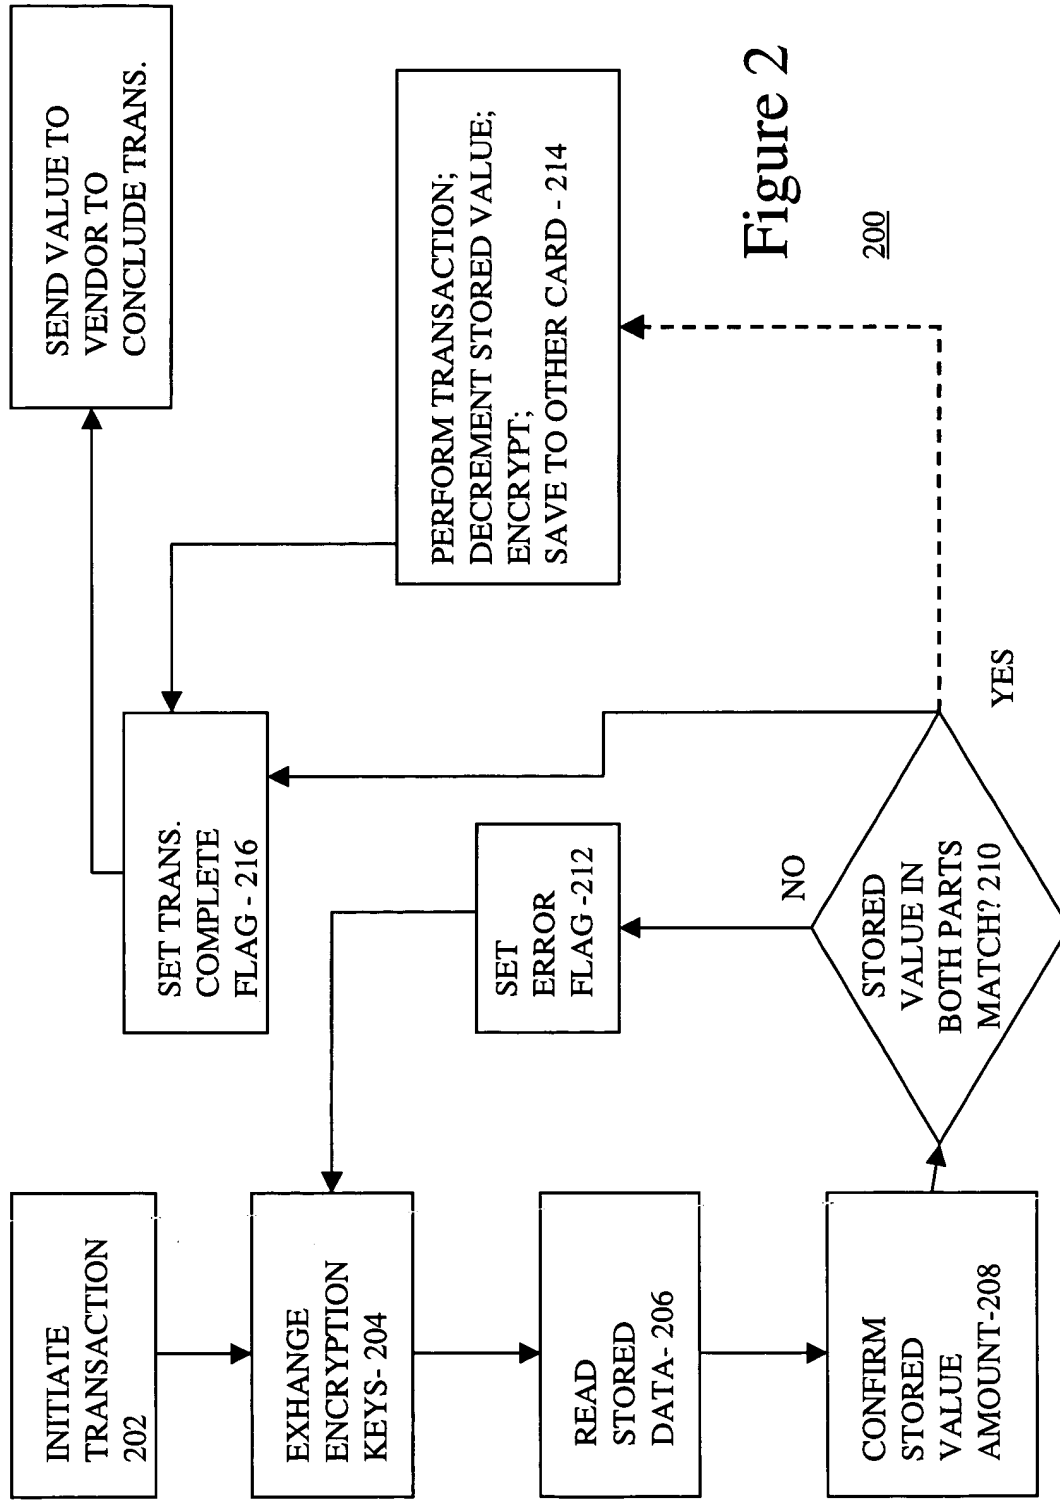 INITIATE
TRANSACTION
202
EXHANGE
ENCRYPTION
KEYS- 204
READ
STORED
DATA- 206
CONFIRM
STORED
VALUE
AMOUNT-208
STORED
VALUE IN
BOTH PARTS
MATCH? 210
NO
YES
SET
ERROR
FLAG -212
SET TRANS.
COMPLETE
FLAG - 216
PERFORM TRANSACTION;
DECREMENT STORED VALUE;
ENCRYPT;
SAVE TO OTHER CARD - 214
SEND VALUE TO
VENDOR TO
CONCLUDE TRANS.
Figure 2
200